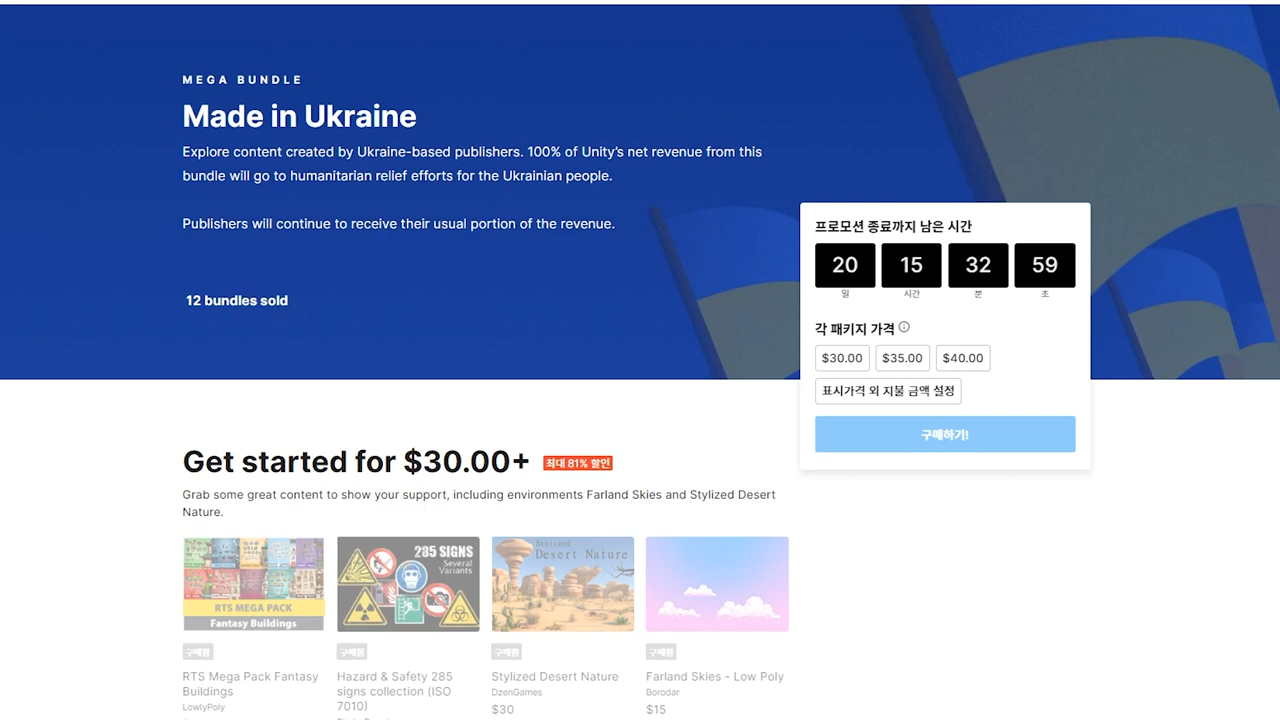 MEGA BUNDLE
Made in Ukraine
Explore content created by Ukraine-based publishers. 100% of Unity's net revenue from this
bundle will go to humanitarian relief efforts for the Ukrainian people.
Publishers will continue to receive their usual portion of the revenue.
12 bundles sold
프로모션 종료까지 남은 시간
20 15 32 59
일 시간 분 초
각 패키지 가격
$30.00 $35.00 $40.00
표시가격 외 지불 금액 설정
구매하기!
Get started for $30.00+ 최대 81% 할인
Grab some great content to show your support, including environments Farland Skies and Stylized Desert
Nature.
RTS MEGA PACK
Fantasy Buildings
285 SIGNS
Several
Variants
Stylized
Desert Nature
구매함 구매함 구매함 구매함
RTS Mega Pack Fantasy
Buildings
LowlyPoly
Hazard & Safety 285
signs collection (ISO
7010)
Stylized Desert Nature
DzenGames
$30
Farland Skies - Low Poly
Borodar
$15